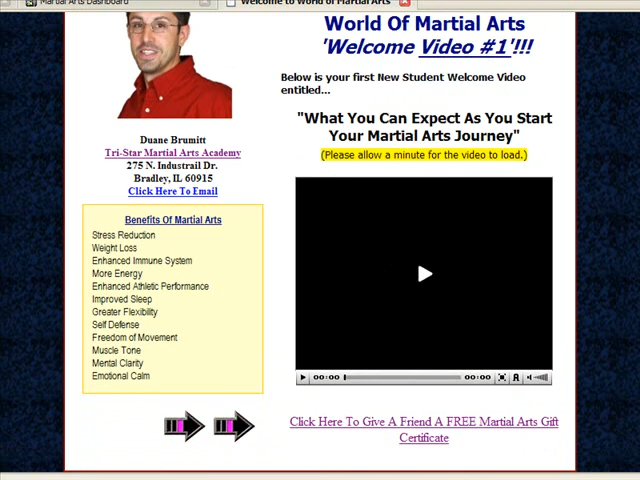 Martial Arts Dashboard
Welcome to World of Martial Arts
World Of Martial Arts
'Welcome Video #1'!!!
Below is your first New Student Welcome Video
entitled...
"What You Can Expect As You Start
Your Martial Arts Journey"
(Please allow a minute for the video to load.)
Duane Brumitt
Tri-Star Martial Arts Academy
275 N. Industrail Dr.
Bradley, IL 60915
Click Here To Email
Benefits Of Martial Arts
Stress Reduction
Weight Loss
Enhanced Immune System
More Energy
Enhanced Athletic Performance
Improved Sleep
Greater Flexibility
Self Defense
Freedom of Movement
Muscle Tone
Mental Clarity
Emotional Calm
00:00 00:00
Click Here To Give A Friend A FREE Martial Arts Gift
Certificate